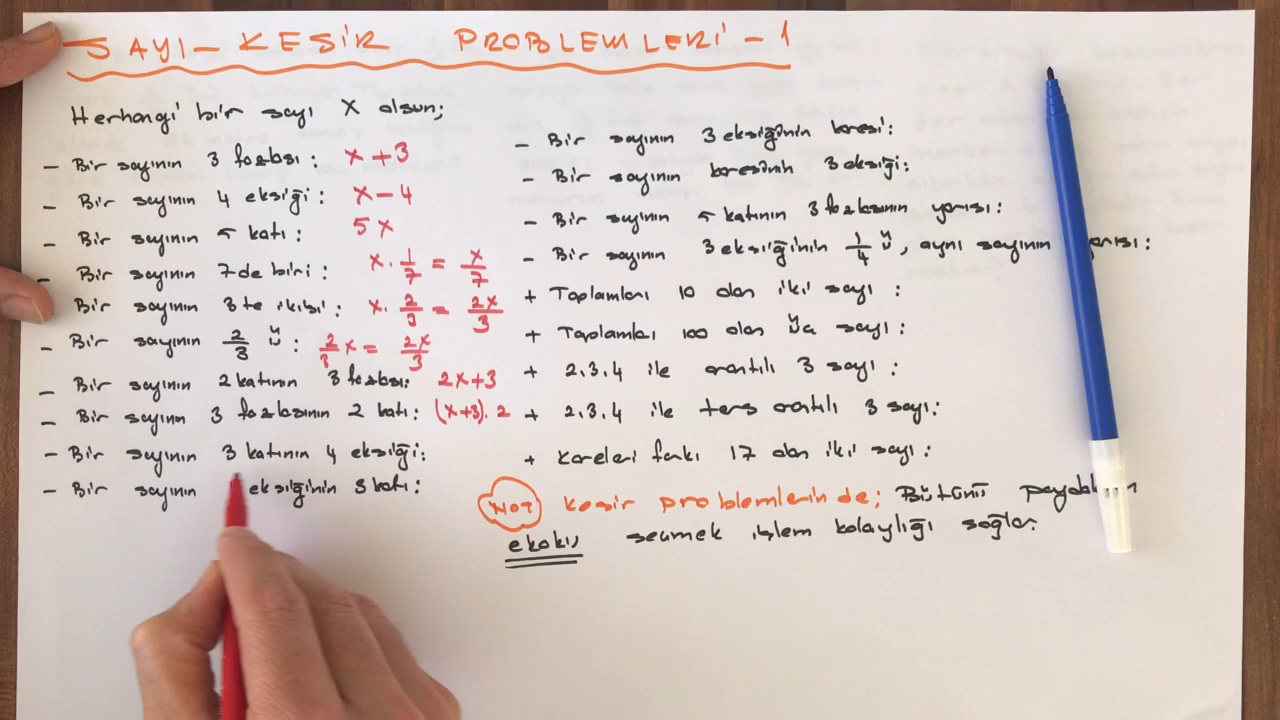 SAYI - KESİR PROBLEMLERİ - 1
Herhangi bir sayı x olsun;
- Bir sayının 3 fazlası: x + 3
- Bir sayının 4 eksiği: x - 4
- Bir sayının 5 katı: 5x
- Bir sayının 7 de biri: x · 1/7 = x/7
- Bir sayının 3 te ikisi: x · 2/3 = 2x/3
- Bir sayının 2/3 ü: 2/3 x = 2x/3
- Bir sayının 2 katının 3 fazlası: 2x + 3
- Bir sayının 3 fazlasının 2 katı: (x+3) · 2
- Bir sayının 3 katının 4 eksiği:
- Bir sayının eksiğinin 3 katı:
- Bir sayının 3 eksiğinin karesi:
- Bir sayının karesinin 3 eksiği:
- Bir sayının 5 katının 3 fazlasının yarısı:
- Bir sayının 3 eksiğinin 1/4 ü, aynı sayının yarısı:
+ Toplamları 10 olan iki sayı :
+ Toplamları 100 olan üç sayı :
+ 2,3,4 ile orantılı 3 sayı :
+ 2,3,4 ile ters orantılı 3 sayı:
+ Kareleri farkı 17 olan iki sayı :
NOT Kesir problemlerinde; Bütünü
ekoku seçmek işlem kolaylığı sağlar.